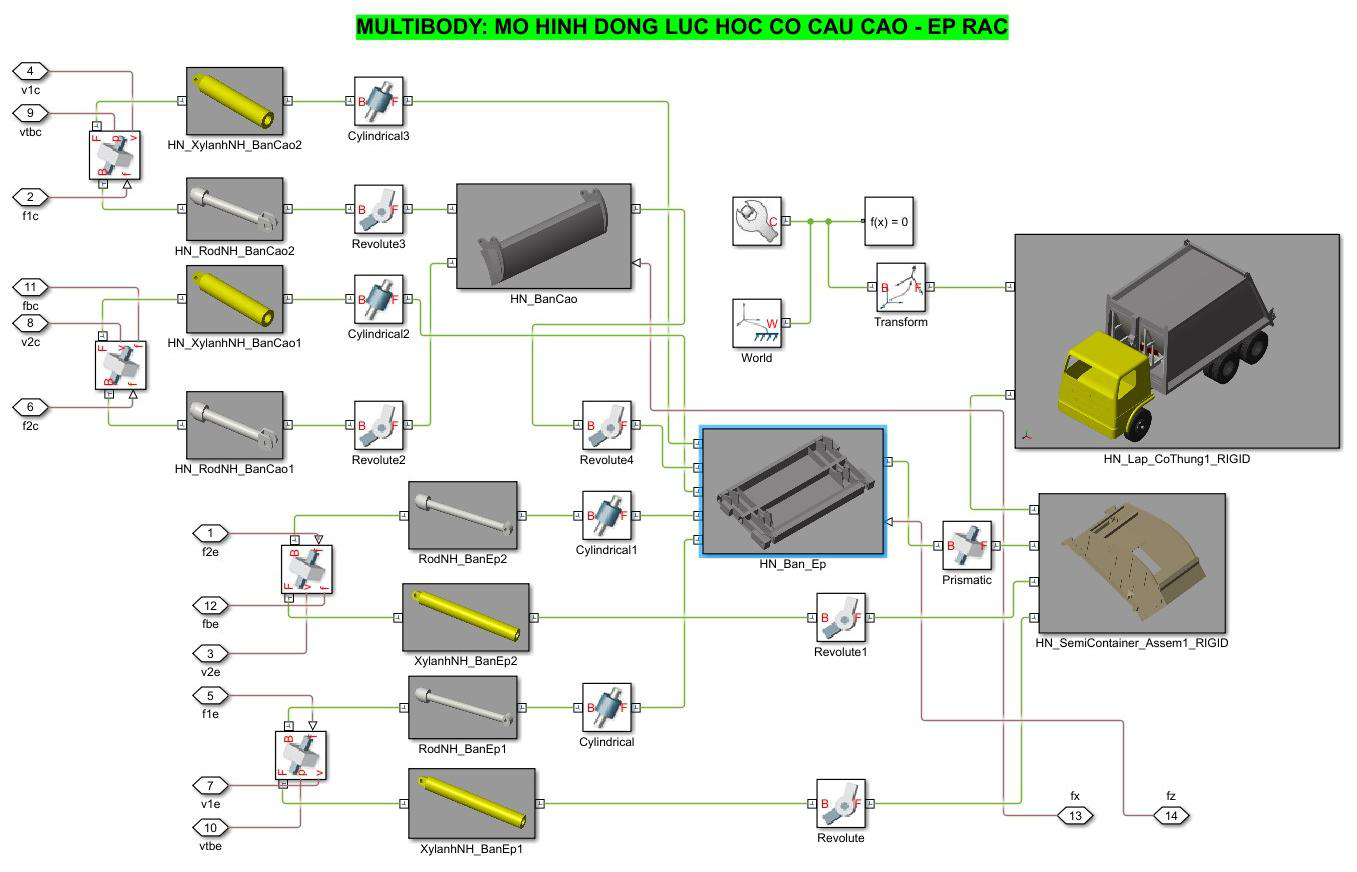 MULTIBODY: MO HINH DONG LUC HOC CO CAU CAO - EP RAC
4
v1c
9
vtbc
F
p
v
B
f
2
f1c
HN_XylanhNH_BanCao2
B
F
Cylindrical3
HN_RodNH_BanCao2
B
F
Revolute3
HN_BanCao
C
f(x) = 0
W
World
B
F
Transform
HN_Lap_CoThung1_RIGID
11
fbc
8
v2c
F
v
f
B
f
6
f2c
HN_XylanhNH_BanCao1
B
F
Cylindrical2
HN_RodNH_BanCao1
B
F
Revolute2
B
F
Revolute4
HN_Ban_Ep
B
F
Prismatic
HN_SemiContainer_Assem1_RIGID
1
f2e
B
f
F
v
f
12
fbe
3
v2e
RodNH_BanEp2
B
F
Cylindrical1
XylanhNH_BanEp2
B
F
Revolute1
5
f1e
B
f
F
p
v
7
v1e
10
vtbe
RodNH_BanEp1
B
F
Cylindrical
XylanhNH_BanEp1
B
F
Revolute
fx
13
fz
14